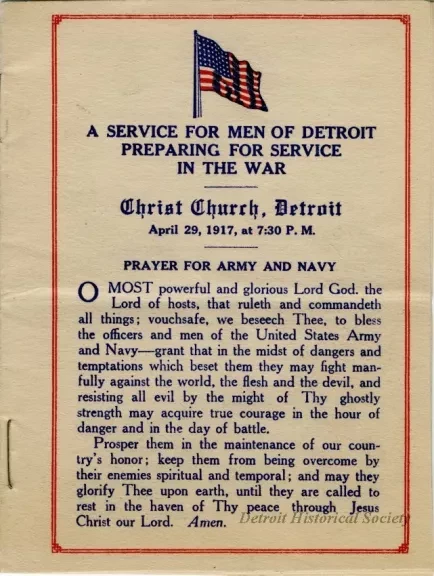 A SERVICE FOR MEN OF DETROIT
PREPARING FOR SERVICE
IN THE WAR
Christ Church, Detroit
April 29, 1917, at 7:30 P. M.
PRAYER FOR ARMY AND NAVY
O MOST powerful and glorious Lord God. the
Lord of hosts, that ruleth and commandeth
all things; vouchsafe, we beseech Thee, to bless
the officers and men of the United States Army
and Navy—grant that in the midst of dangers and
temptations which beset them they may fight man-
fully against the world, the flesh and the devil, and
resisting all evil by the might of Thy ghostly
strength may acquire true courage in the hour of
danger and in the day of battle.
Prosper them in the maintenance of our coun-
try's honor; keep them from being overcome by
their enemies spiritual and temporal; and may they
glorify Thee upon earth, until they are called to
rest in the haven of Thy peace through Jesus
Christ our Lord. Amen.
Detroit Historical Society